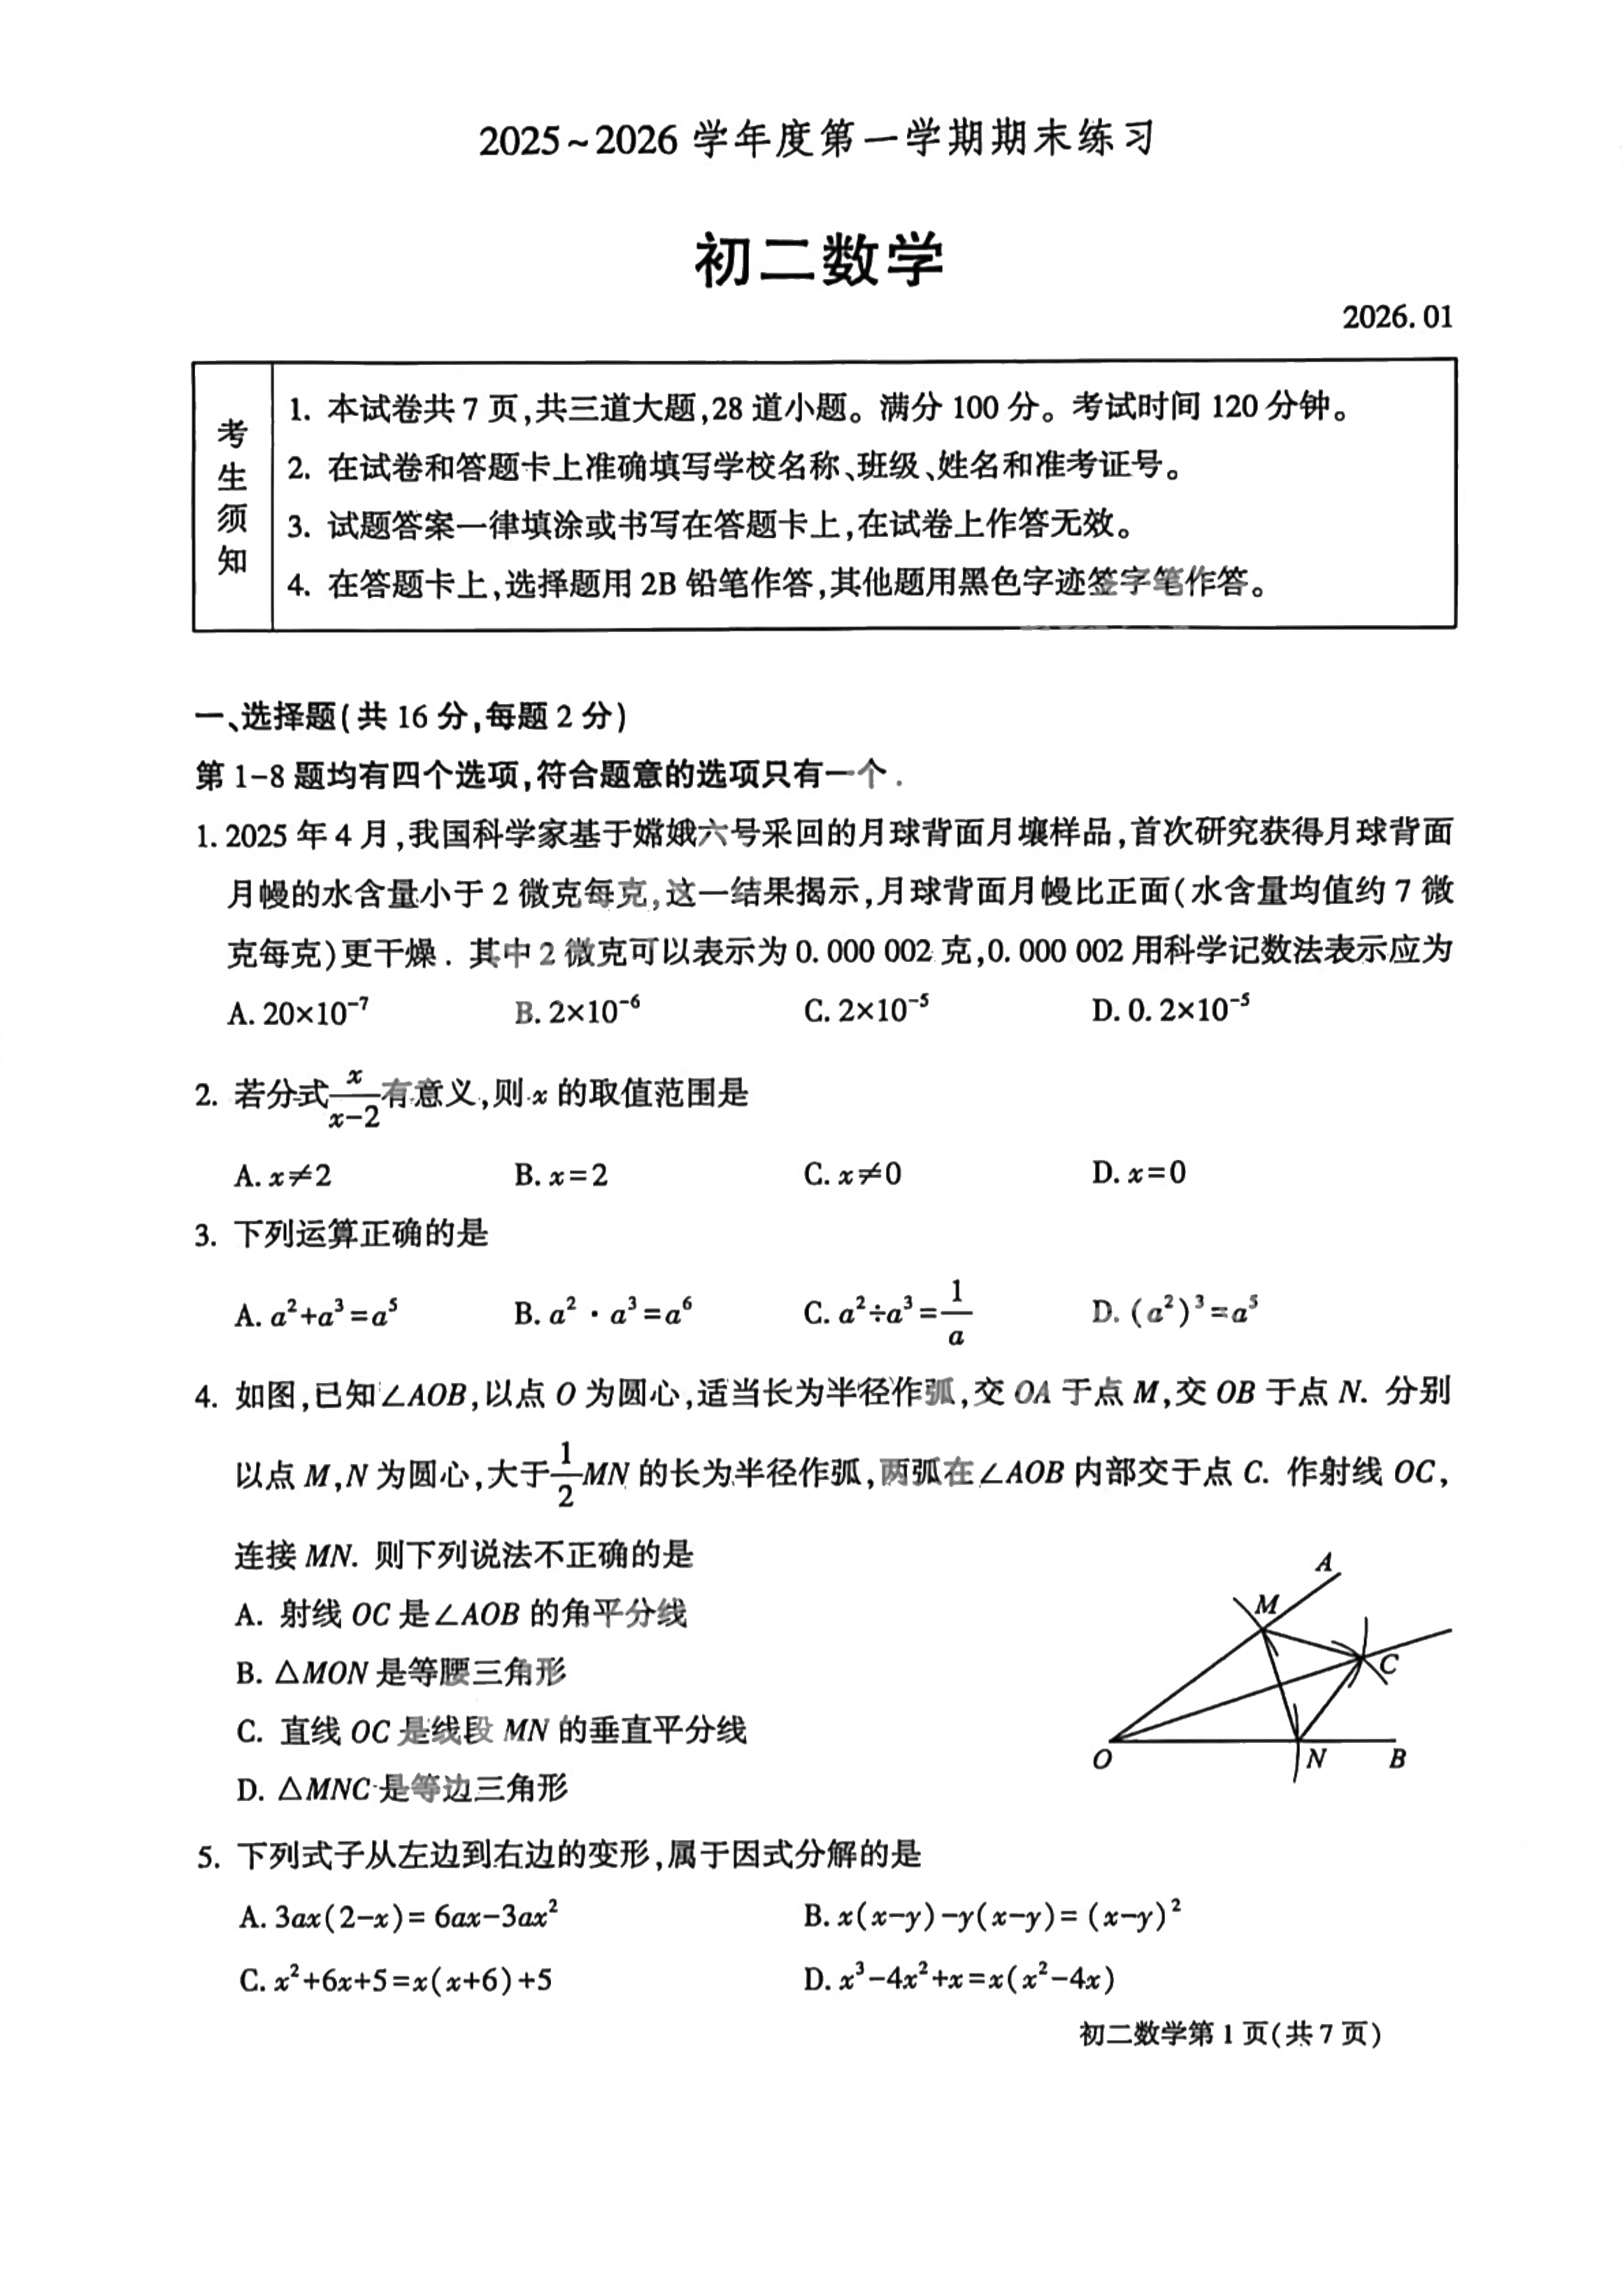 2025~2026 学年度第一学期期末练习
初二数学
2026.01
考生须知
1. 本试卷共 7 页,共三道大题,28 道小题。满分 100 分。考试时间 120 分钟。
2. 在试卷和答题卡上准确填写学校名称、班级、姓名和准考证号。
3. 试题答案一律填涂或书写在答题卡上,在试卷上作答无效。
4. 在答题卡上,选择题用 2B 铅笔作答,其他题用黑色字迹签字笔作答。
一、选择题(共 16 分,每题 2 分)
第 1-8 题均有四个选项,符合题意的选项只有一个.
1. 2025 年 4 月,我国科学家基于嫦娥六号采回的月球背面月壤样品,首次研究获得月球背面
月幔的水含量小于 2 微克每克,这一结果揭示,月球背面月幔比正面(水含量均值约 7 微
克每克)更干燥. 其中 2 微克可以表示为 0.000 002 克,0.000 002 用科学记数法表示应为
A. 20×10⁻⁷ B. 2×10⁻⁶ C. 2×10⁻⁵ D. 0.2×10⁻⁵
2. 若分式 x/(x-2) 有意义,则 x 的取值范围是
A. x≠2 B. x=2 C. x≠0 D. x=0
3. 下列运算正确的是
A. a²+a³=a⁵ B. a²·a³=a⁶ C. a²÷a³=1/a D. (a²)³=a⁵
4. 如图,已知∠AOB,以点 O 为圆心,适当长为半径作弧,交 OA 于点 M,交 OB 于点 N. 分别
以点 M,N 为圆心,大于 1/2 MN 的长为半径作弧,两弧在∠AOB 内部交于点 C. 作射线 OC,
连接 MN. 则下列说法不正确的是
A. 射线 OC 是∠AOB 的角平分线
B. △MON 是等腰三角形
C. 直线 OC 是线段 MN 的垂直平分线
D. △MNC 是等边三角形
A
M
C
O
N
B
5. 下列式子从左边到右边的变形,属于因式分解的是
A. 3ax(2-x)=6ax-3ax² B. x(x-y)-y(x-y)=(x-y)²
C. x²+6x+5=x(x+6)+5 D. x³-4x²+x=x(x²-4x)
初二数学第 1 页(共 7 页)